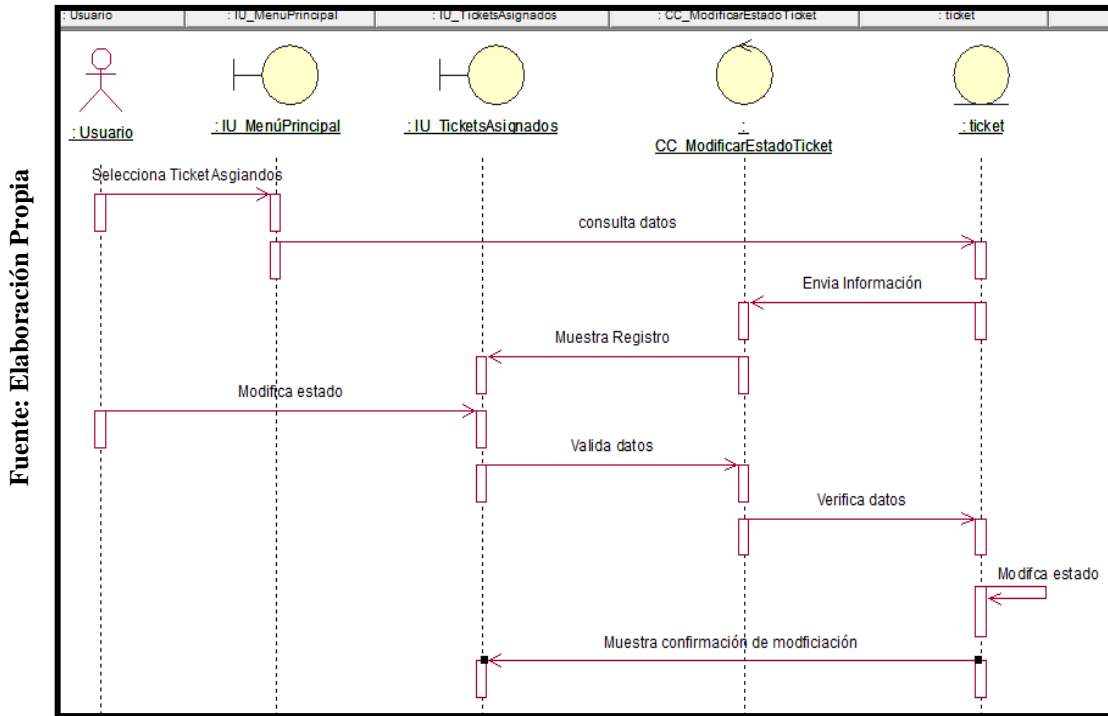 : Usuario
: IU_MenúPrincipal
: IU_TicketsAsignados
: CC_ModificarEstadoTicket
: ticket
: Usuario
: IU_MenúPrincipal
: IU_TicketsAsignados
:
CC_ModificarEstadoTicket
: ticket
Fuente: Elaboración Propia
Selecciona Ticket Asgiandos
consulta datos
Envia Información
Muestra Registro
Modifica estado
Valida datos
Verifica datos
Modifca estado
Muestra confirmación de modficiación